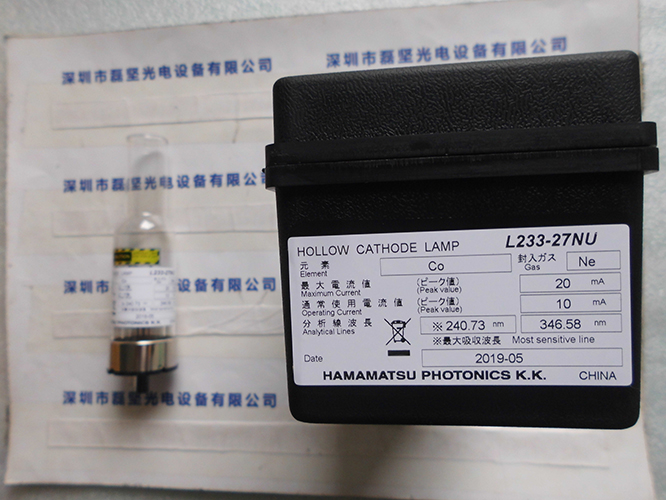 深圳市磊坚光电设备有限公司
深圳市磊坚光电设备有限公司
深圳市磊坚光电设备有限公司
深圳市磊坚光电设备有限公司
深圳市磊坚光电设备有限公司
HOLLOW CATHODE LAMP L233-27NU
元素 Co 封入ガス Ne
Element Gas
最大電流値 (ピーク値) 20 mA
Maximum Current (Peak value)
通常使用電流値 (ピーク値) 10 mA
Operating Current (Peak value)
分析線波長 ※240.73 nm 346.58 nm
Analytical Lines ※最大吸収波長 Most sensitive line
Date 2019-05
HAMAMATSU PHOTONICS K.K. CHINA